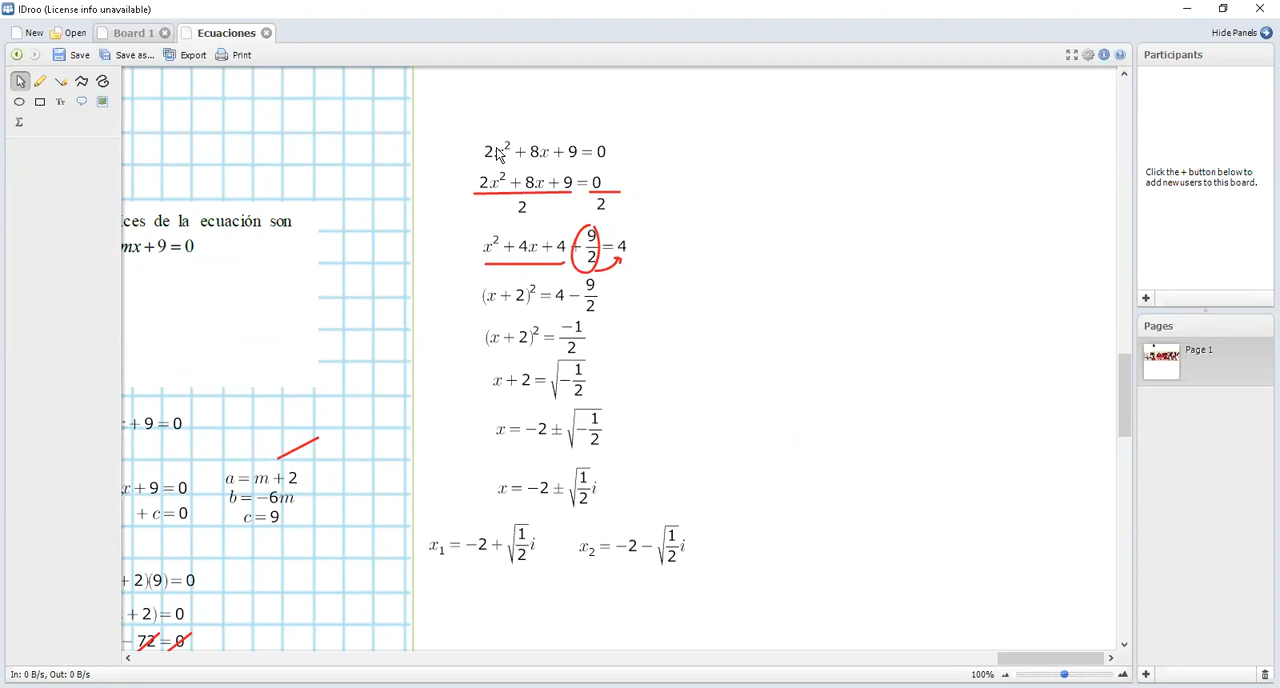 IDroo (License info unavailable)
New Open Board 1 Ecuaciones Hide Panels
Save Save as... Export Print
Tr
Σ
ces de la ecuación son
mx + 9 = 0
+ 9 = 0
x + 9 = 0
+ c = 0
a = m + 2
b = −6m
c = 9
+ 2)(9) = 0
+ 2) = 0
− 72 = 0
2x² + 8x + 9 = 0
2x² + 8x + 9 = 0
2 2
x² + 4x + 4 + 9/2 = 4
(x + 2)² = 4 − 9/2
(x + 2)² = −1/2
x + 2 = √(−1/2)
x = −2 ± √(−1/2)
x = −2 ± √(1/2) i
x₁ = −2 + √(1/2) i x₂ = −2 − √(1/2) i
Participants
Click the + button below to
add new users to this board.
Pages
Page 1
In: 0 B/s, Out: 0 B/s
100%